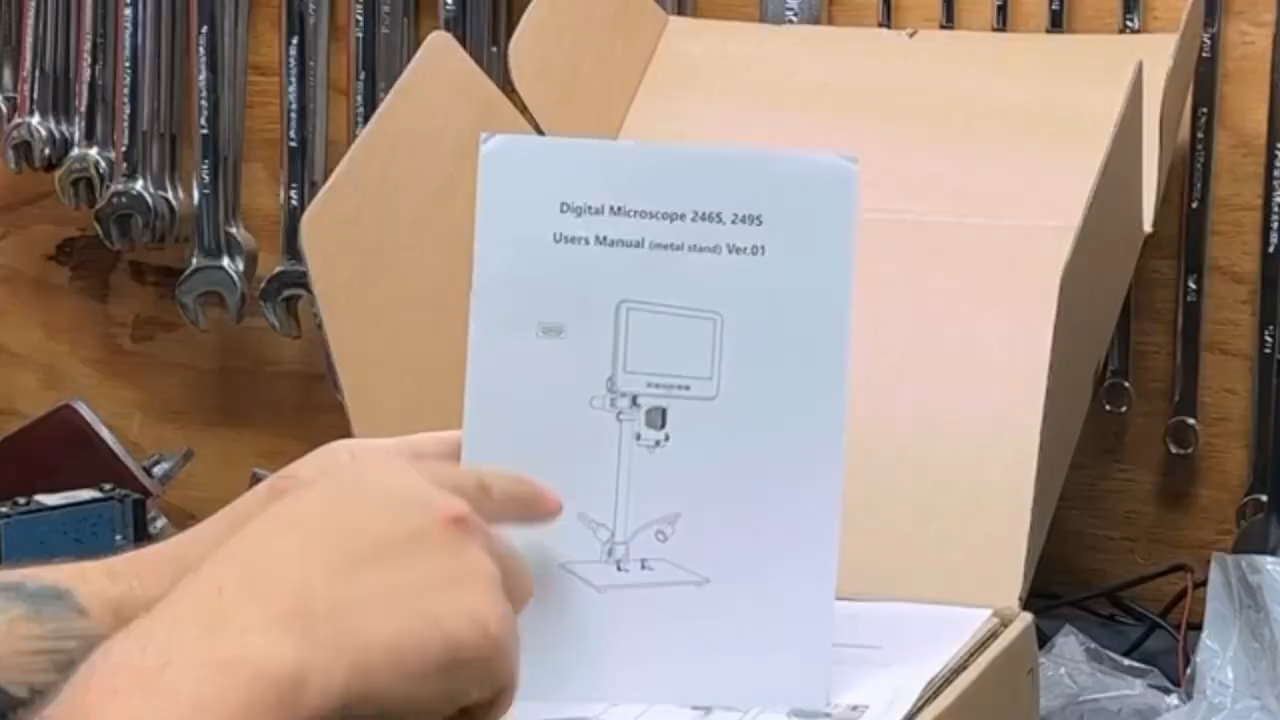 Digital Microscope 246S, 249S
Users Manual (metal stand) Ver.01